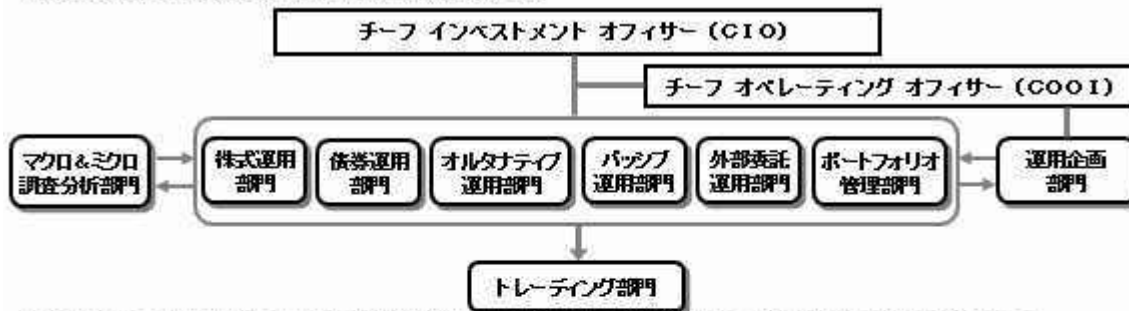 チーフ インベストメント オフィサー (CIO)
チーフ オペレーティング オフィサー (COOI)
マクロ&ミクロ
調査分析部門
株式運用
部門
債券運用
部門
オルタナティブ
運用部門
パッシブ
運用部門
外部委託
運用部門
ポートフォリオ
管理部門
運用企画
部門
トレーディング部門